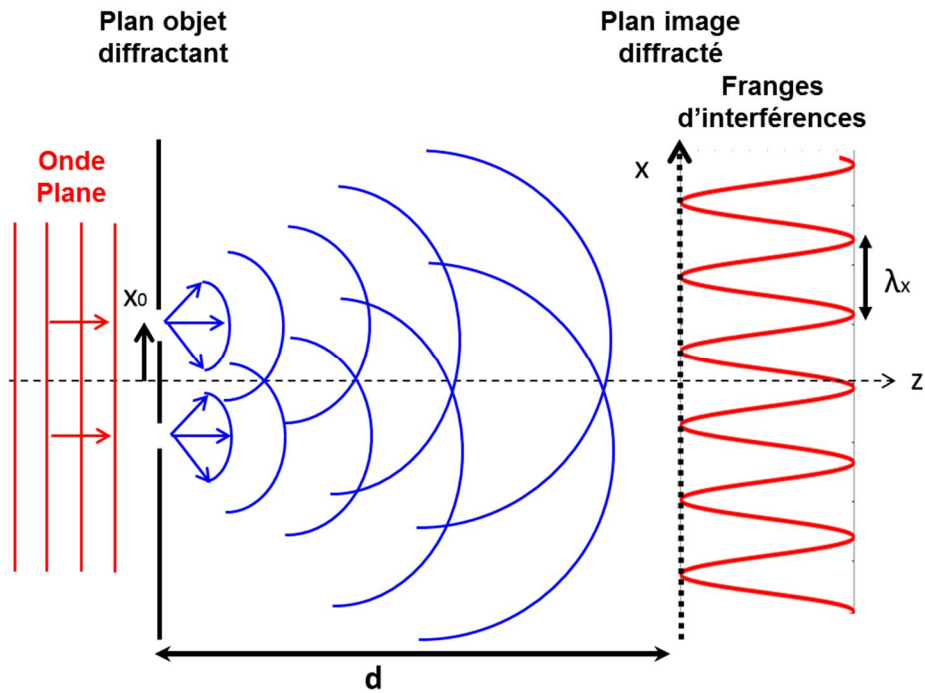 Plan objet
diffractant
Plan image
diffracté
Franges
d'interférences
Onde
Plane
x
x₀
λₓ
z
d